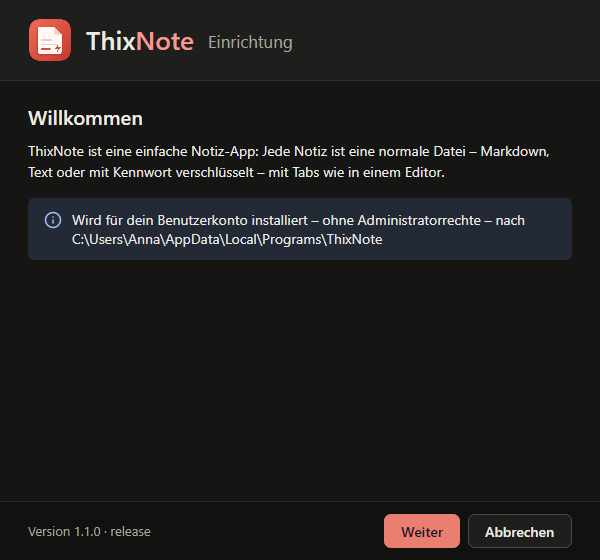 ThixNote Einrichtung
Willkommen
ThixNote ist eine einfache Notiz-App: Jede Notiz ist eine normale Datei – Markdown,
Text oder mit Kennwort verschlüsselt – mit Tabs wie in einem Editor.
Wird für dein Benutzerkonto installiert – ohne Administratorrechte – nach
C:\Users\Anna\AppData\Local\Programs\ThixNote
Version 1.1.0 · release
Weiter
Abbrechen